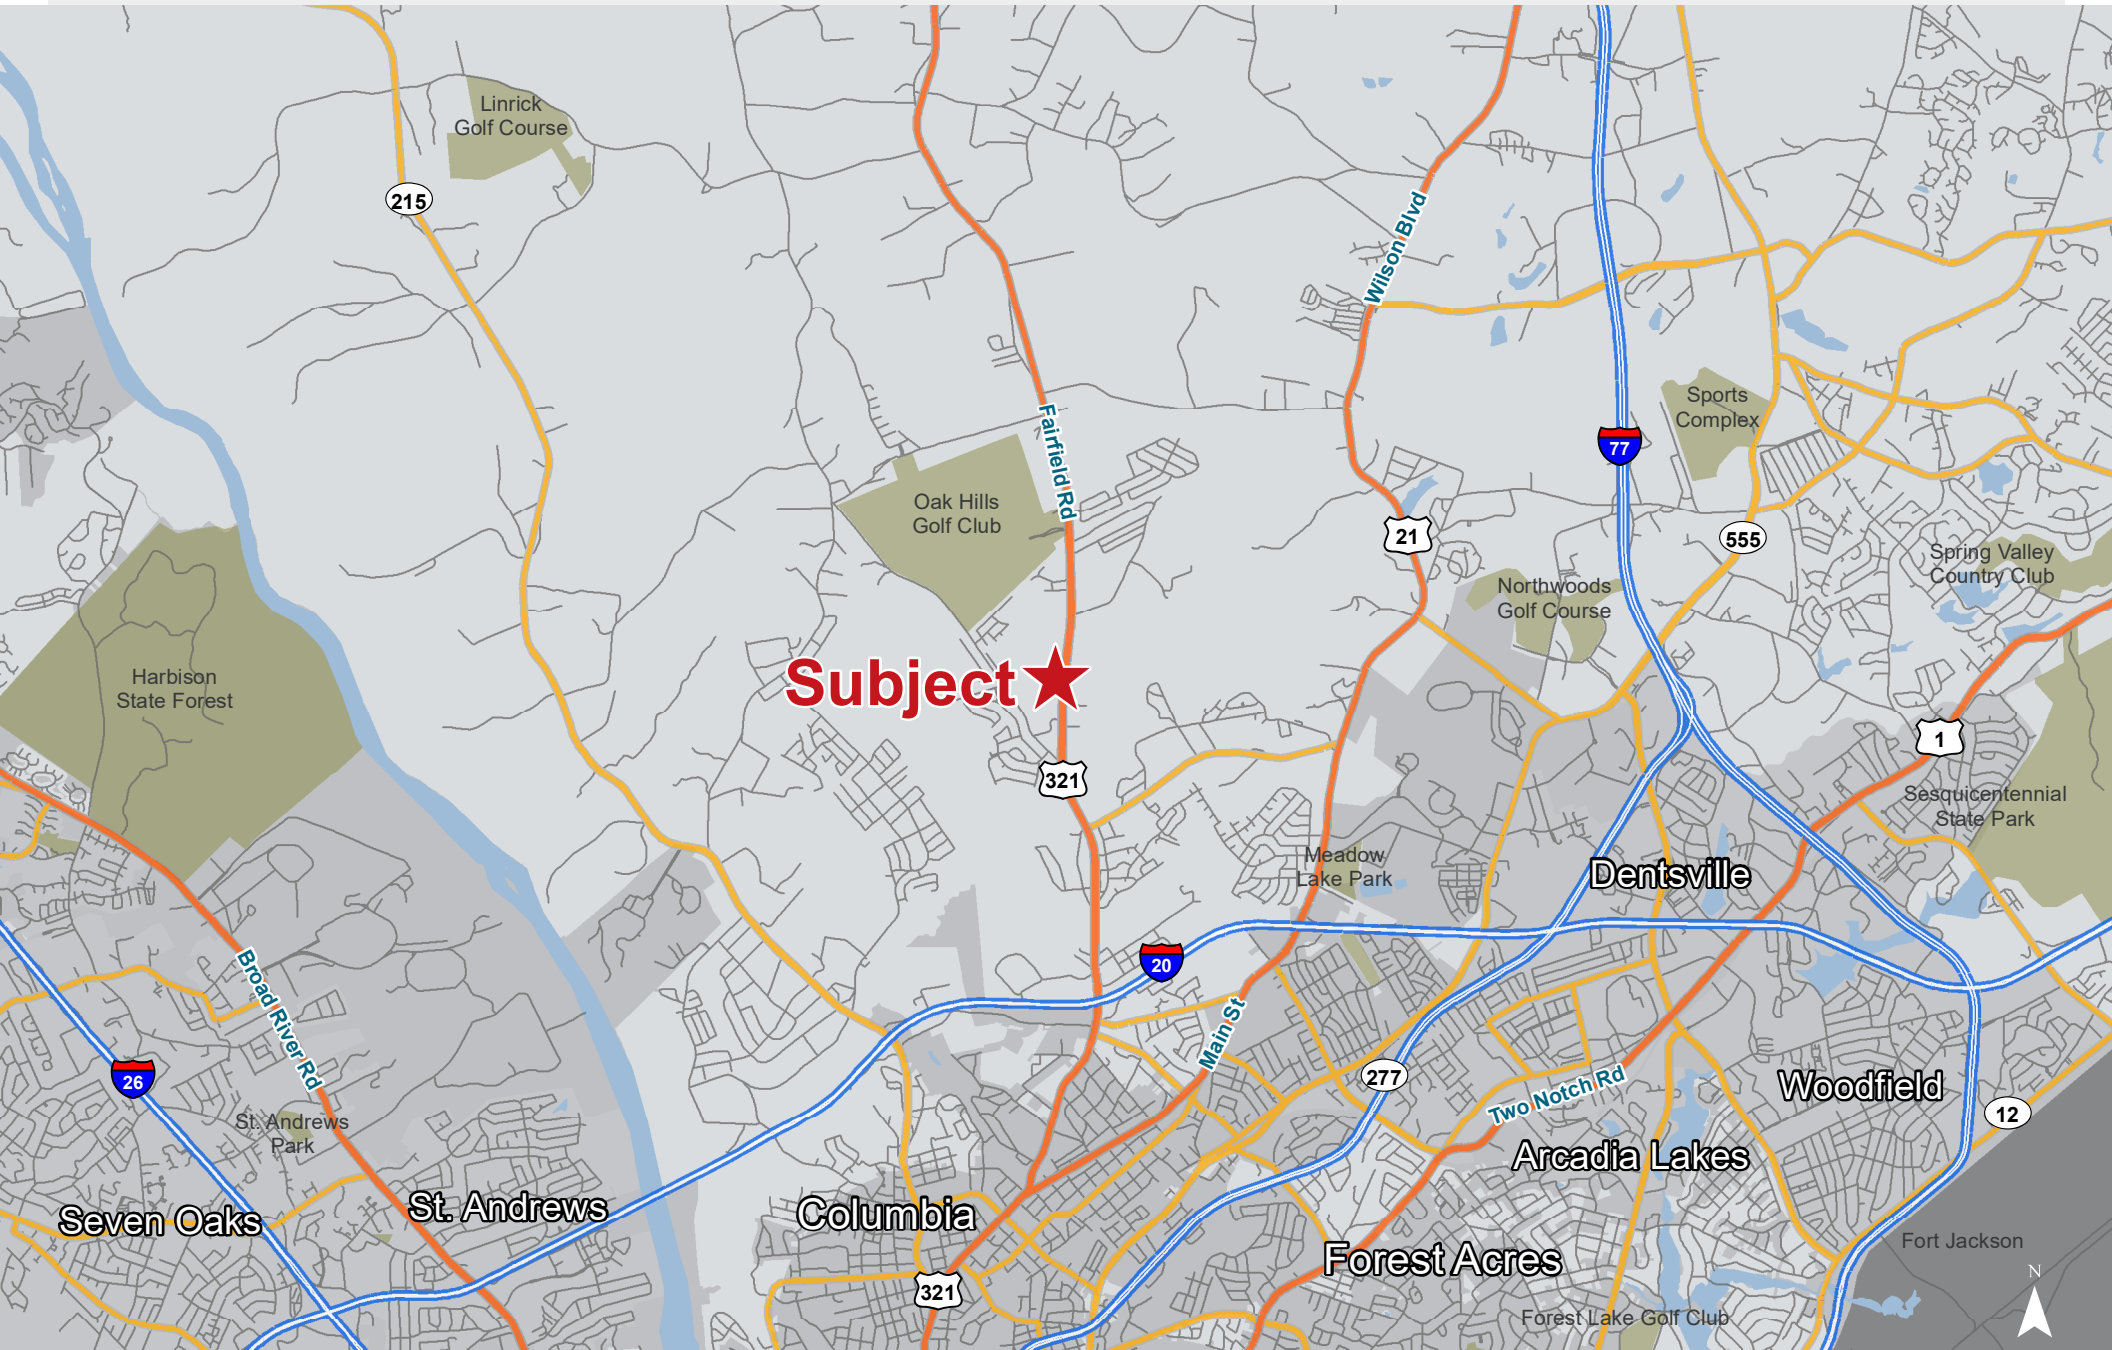 Linrick
Golf Course
215
Wilson Blvd
Sports
Complex
Fairfield Rd
77
Oak Hills
Golf Club
21
555
Spring Valley
Country Club
Northwoods
Golf Course
Harbison
State Forest
Subject
1
321
Sesquicentennial
State Park
Meadow
Lake Park
Dentsville
20
Broad River Rd
Main St
26
277
Two Notch Rd
Woodfield
12
St. Andrews
Park
Arcadia Lakes
Seven Oaks
St. Andrews
Columbia
Forest Acres
Fort Jackson
N
321
Forest Lake Golf Club